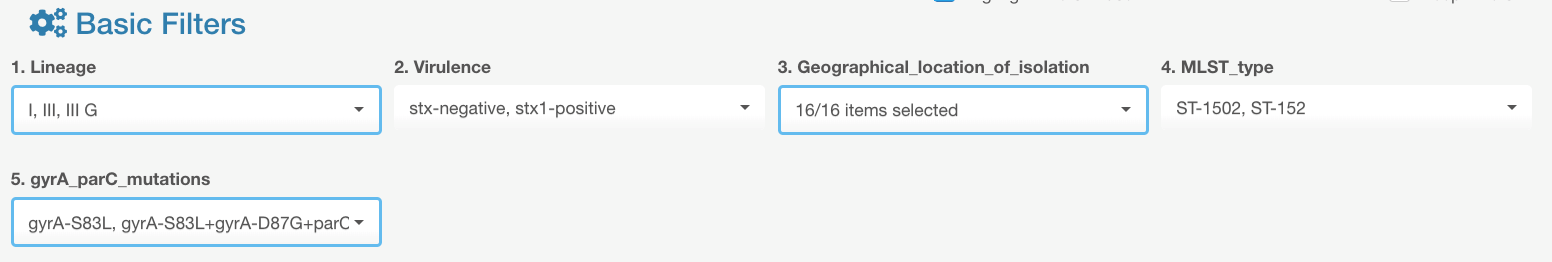 Basic Filters
1. Lineage
2. Virulence
3. Geographical_location_of_isolation
4. MLST_type
I, III, III G
stx-negative, stx1-positive
16/16 items selected
ST-1502, ST-152
5. gyrA_parC_mutations
gyrA-S83L, gyrA-S83L+gyrA-D87G+parC